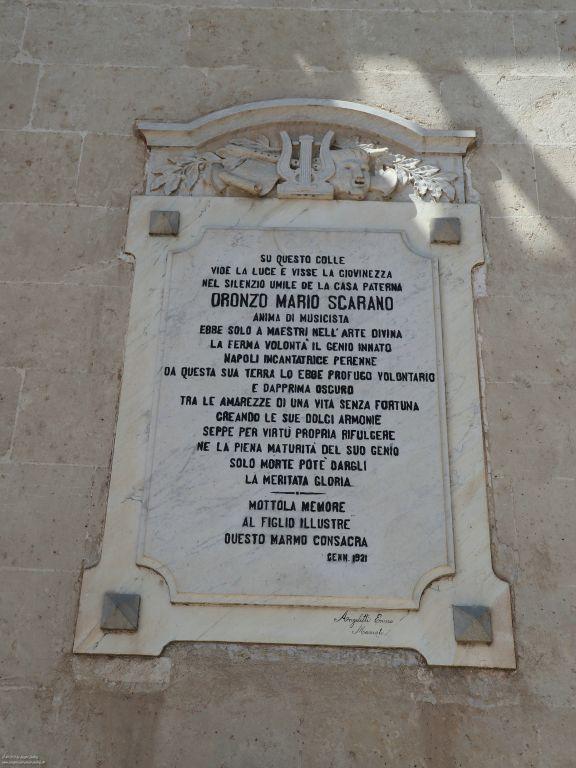 SU QUESTO COLLE
VIDE LA LUCE E VISSE LA GIOVINEZZA
NEL SILENZIO UMILE DE LA CASA PATERNA
ORONZO MARIO SCARANO
ANIMA DI MUSICISTA
EBBE SOLO A MAESTRI NELL'ARTE DIVINA
LA FERMA VOLONTÀ IL GENIO INNATO
NAPOLI INCANTATRICE PERENNE
DA QUESTA SUA TERRA LO EBBE PROFUGO VOLONTARIO
E DAPPRIMA OSCURO
TRA LE AMAREZZE DI UNA VITA SENZA FORTUNA
CREANDO LE SUE DOLCI ARMONIE
SEPPE PER VIRTÙ PROPRIA RIFULGERE
NE LA PIENA MATURITÀ DEL SUO GENIO
SOLO MORTE POTÈ DARGLI
LA MERITATA GLORIA
MOTTOLA MEMORE
AL FIGLIO ILLUSTRE
QUESTO MARMO CONSACRA
GENN. 1921